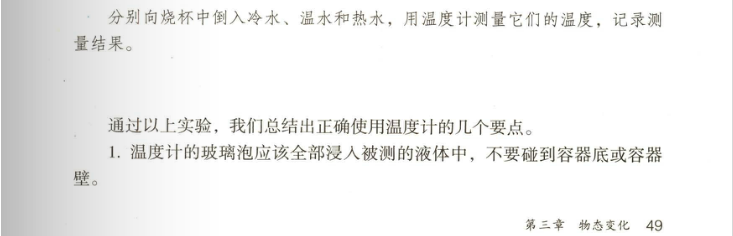 分别向烧杯中倒入冷水、温水和热水，用温度计测量它们的温度，记录测
量结果。
通过以上实验，我们总结出正确使用温度计的几个要点。
1. 温度计的玻璃泡应该全部浸入被测的液体中，不要碰到容器底或容器
壁。
第三章 物态变化 49